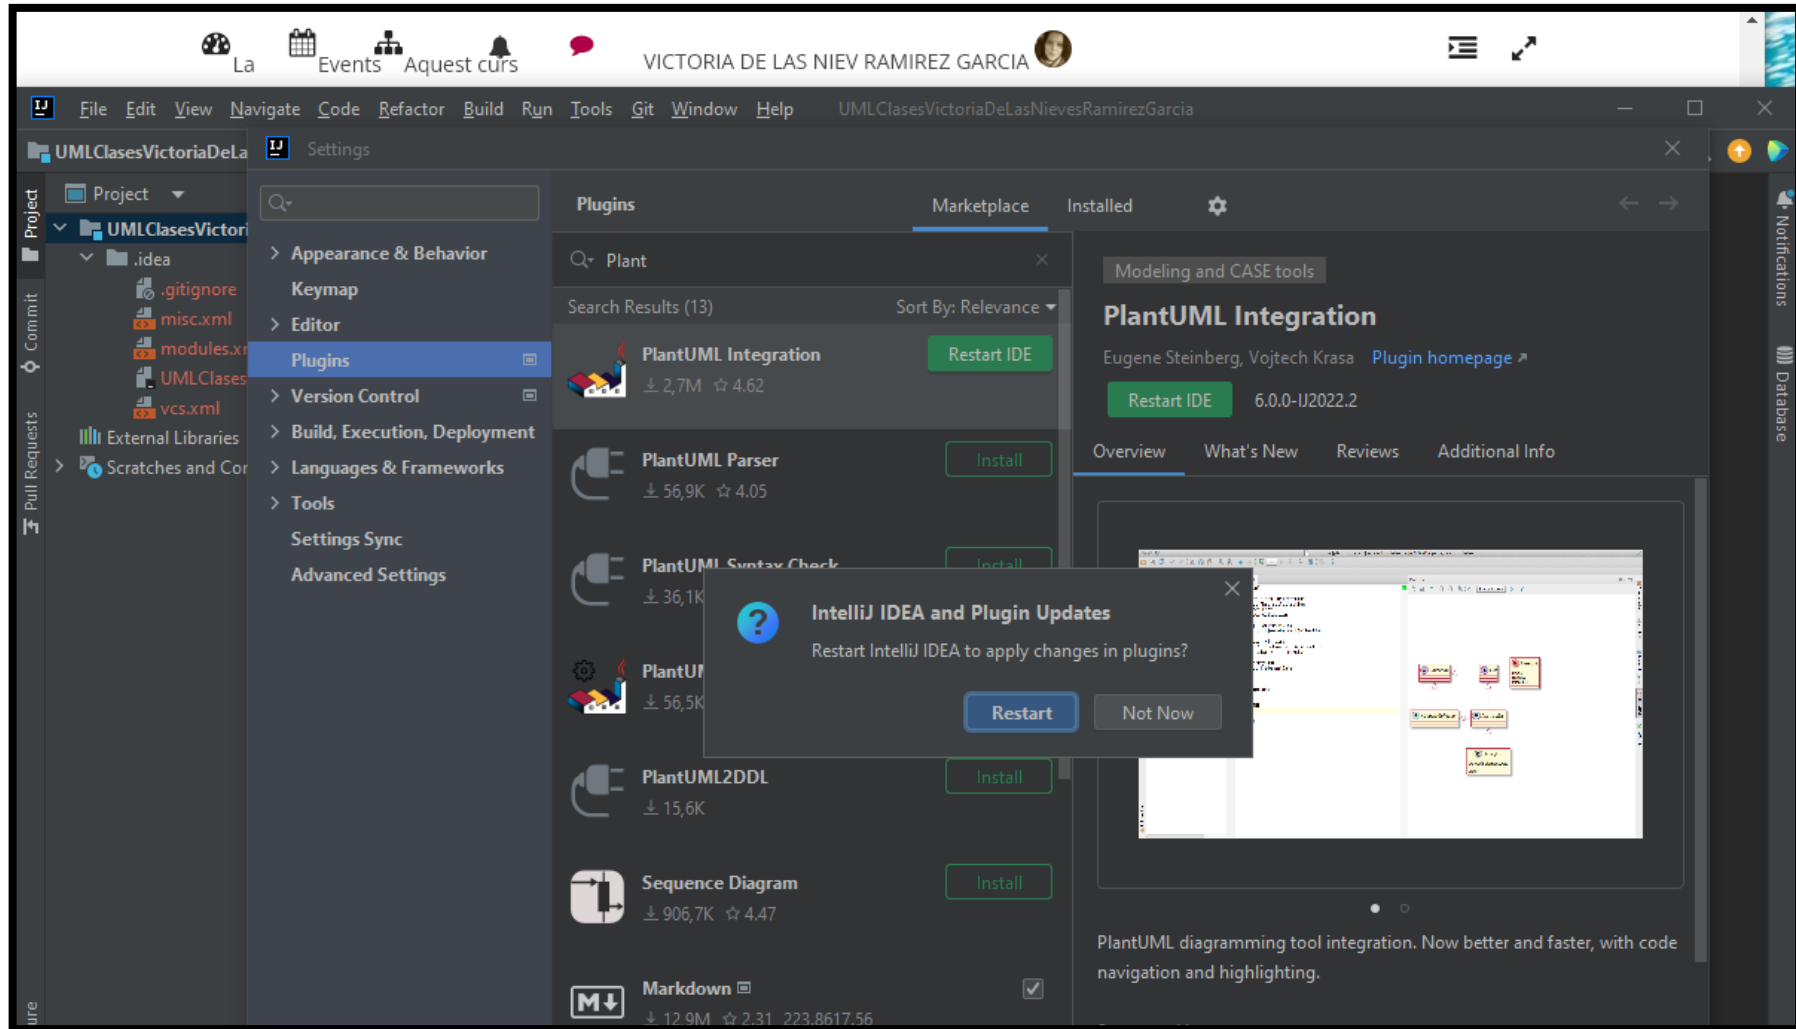 La
Events
Aquest curs
VICTORIA DE LAS NIEV RAMIREZ GARCIA
IJ
File Edit View Navigate Code Refactor Build Run Tools Git Window Help UMLClasesVictoriaDeLasNievesRamirezGarcia
UMLClasesVictoriaDeLa
IJ Settings
Project
Commit
Pull Requests
Project
UMLClasesVictori
.idea
.gitignore
misc.xml
modules.xr
UMLClases
vcs.xml
External Libraries
Scratches and Cor
Appearance & Behavior
Keymap
Editor
Plugins
Version Control
Build, Execution, Deployment
Languages & Frameworks
Tools
Settings Sync
Advanced Settings
Plugins Marketplace Installed
Plant
Search Results (13) Sort By: Relevance
PlantUML Integration Restart IDE
2,7M 4.62
PlantUML Parser Install
56,9K 4.05
PlantUML Syntax Check Install
36,1K
PlantUM
56,5K
PlantUML2DDL Install
15,6K
Sequence Diagram Install
906,7K 4.47
Markdown
12,9M 2.31 223.8617.56
IntelliJ IDEA and Plugin Updates
Restart IntelliJ IDEA to apply changes in plugins?
Restart Not Now
Modeling and CASE tools
PlantUML Integration
Eugene Steinberg, Vojtech Krasa Plugin homepage
Restart IDE 6.0.0-IJ2022.2
Overview What's New Reviews Additional Info
PlantUML diagramming tool integration. Now better and faster, with code
navigation and highlighting.
Notifications
Database